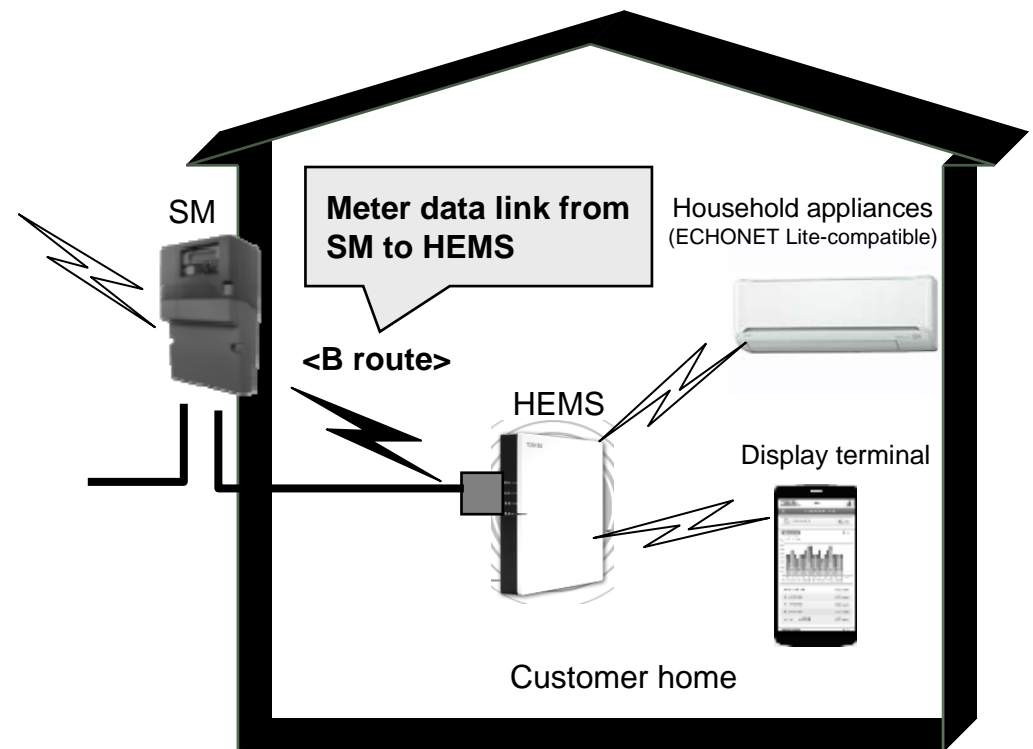 SM
Meter data link from
SM to HEMS
Household appliances
(ECHONET Lite-compatible)
<B route>
HEMS
TOSHIBA
Display terminal
Customer home